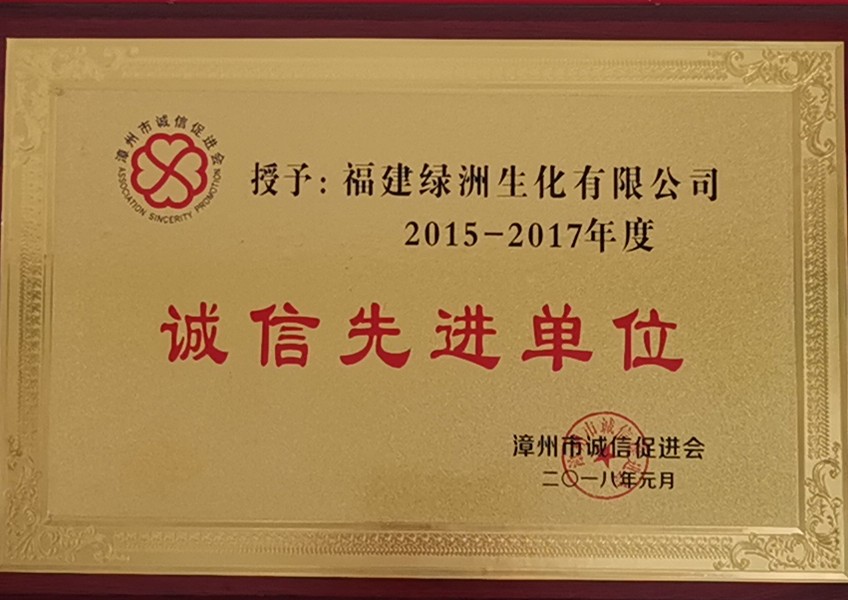 漳州市诚信促进会
ASSOCIATION SINCERITY PROMOTION
授予：福建绿洲生化有限公司
2015-2017年度
诚信先进单位
漳州市诚信促进会
二〇一八年元月